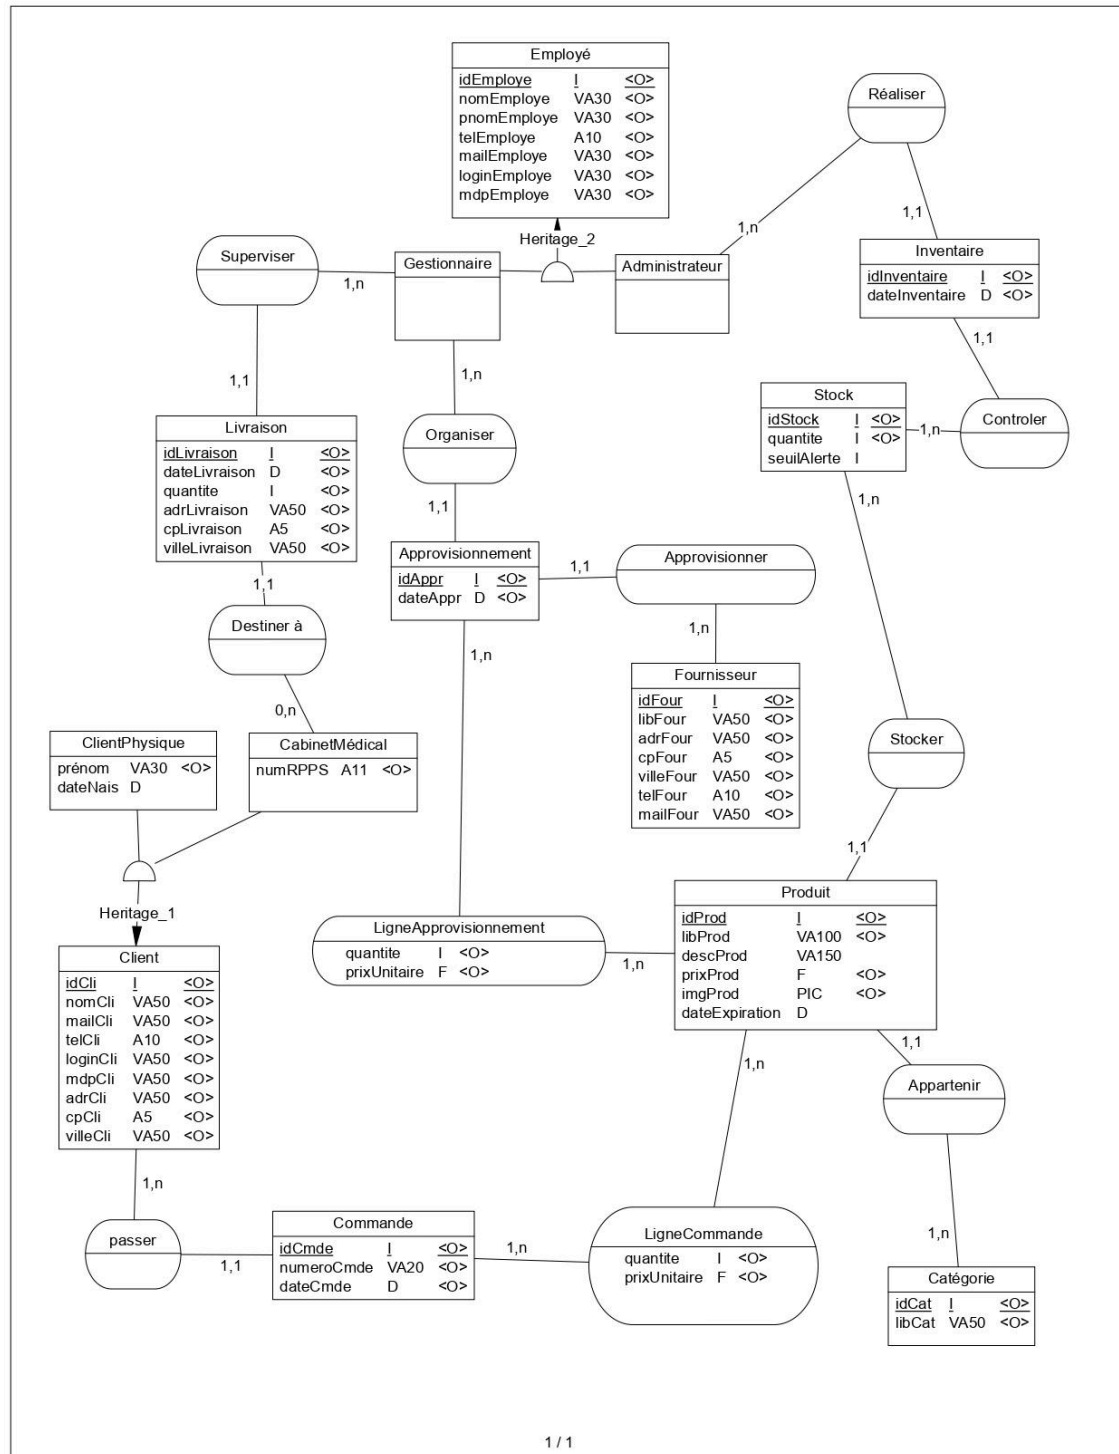 Employé
idEmploye I <O>
nomEmploye VA30 <O>
pnomEmploye VA30 <O>
telEmploye A10 <O>
mailEmploye VA30 <O>
loginEmploye VA30 <O>
mdpEmploye VA30 <O>
Réaliser
1,n
1,1
Heritage_2
Superviser
1,n
Gestionnaire
Administrateur
Inventaire
idInventaire I <O>
dateInventaire D <O>
1,1
1,n
1,1
Stock
idStock I <O>
quantite I <O>
seuilAlerte I
1,n
Controler
Livraison
idLivraison I <O>
dateLivraison D <O>
quantite I <O>
adrLivraison VA50 <O>
cpLivraison A5 <O>
villeLivraison VA50 <O>
Organiser
1,1
1,n
Approvisionnement
idAppr I <O>
dateAppr D <O>
1,1
Approvisionner
1,1
Destiner à
1,n
1,n
Fournisseur
idFour I <O>
libFour VA50 <O>
adrFour VA50 <O>
cpFour A5 <O>
villeFour VA50 <O>
telFour A10 <O>
mailFour VA50 <O>
0,n
ClientPhysique
prénom VA30 <O>
dateNais D
CabinetMédical
numRPPS A11 <O>
Stocker
1,1
Heritage_1
LigneApprovisionnement
quantite I <O>
prixUnitaire F <O>
1,n
Produit
idProd I <O>
libProd VA100 <O>
descProd VA150
prixProd F <O>
imgProd PIC <O>
dateExpiration D
Client
idCli I <O>
nomCli VA50 <O>
mailCli VA50 <O>
telCli A10 <O>
loginCli VA50 <O>
mdpCli VA50 <O>
adrCli VA50 <O>
cpCli A5 <O>
villeCli VA50 <O>
1,1
1,n
Appartenir
1,n
passer
1,1
Commande
idCmde I <O>
numeroCmde VA20 <O>
dateCmde D <O>
1,n
LigneCommande
quantite I <O>
prixUnitaire F <O>
1,n
Catégorie
idCat I <O>
libCat VA50 <O>
1 / 1